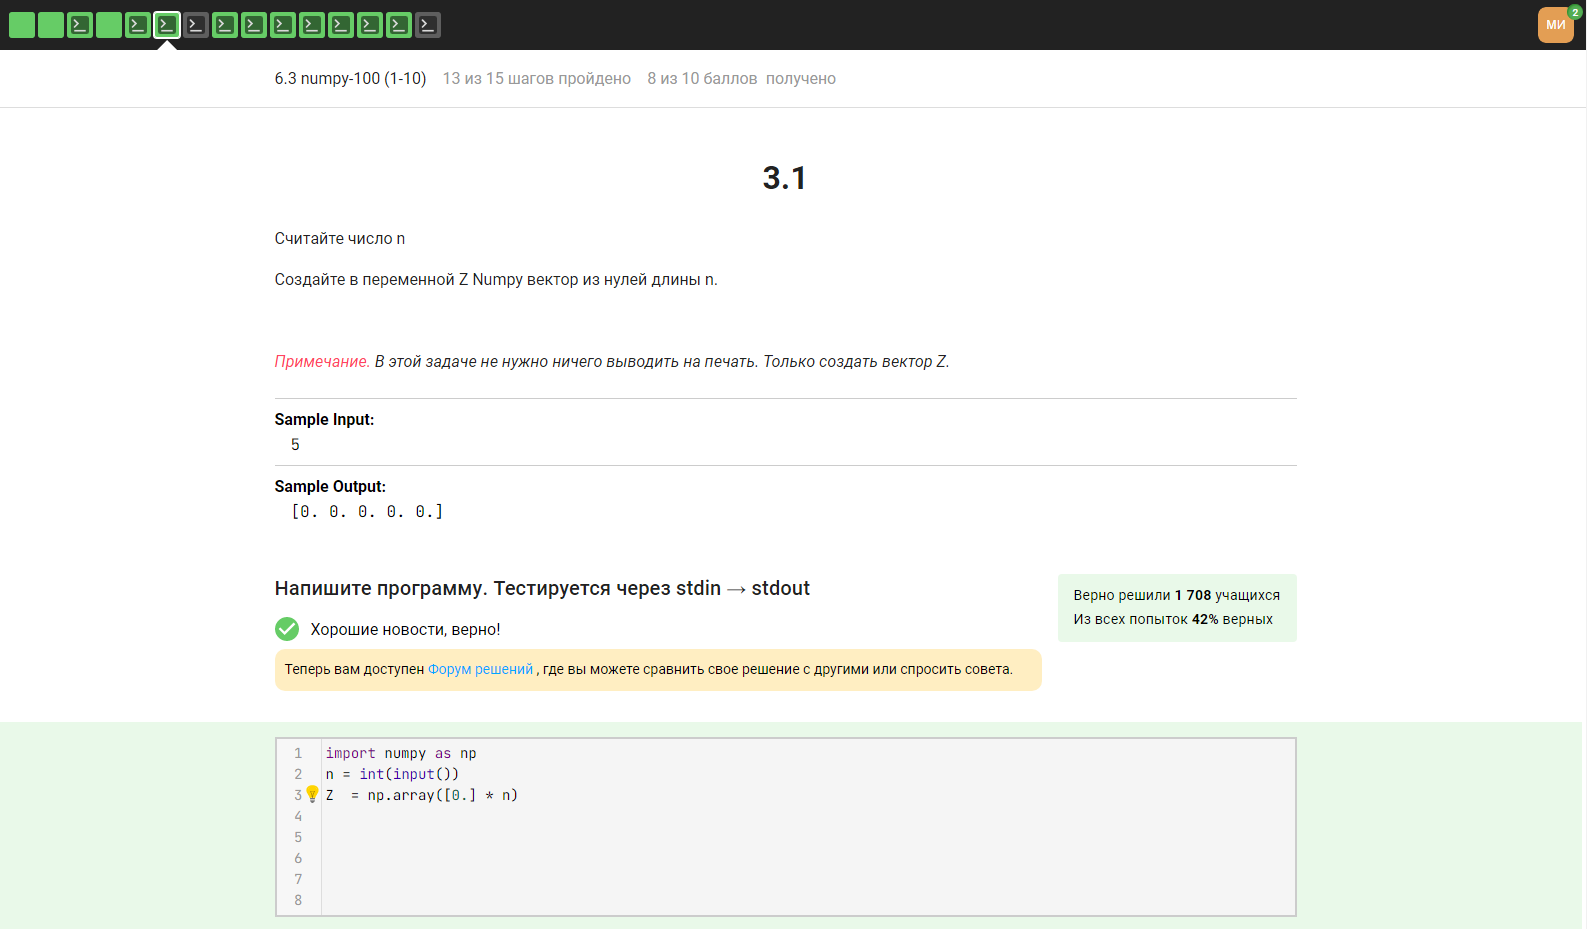 МИ
2
6.3 numpy-100 (1-10) 13 из 15 шагов пройдено 8 из 10 баллов получено
3.1
Считайте число n
Создайте в переменной Z Numpy вектор из нулей длины n.
Примечание. В этой задаче не нужно ничего выводить на печать. Только создать вектор Z.
Sample Input:
5
Sample Output:
[0. 0. 0. 0. 0.]
Напишите программу. Тестируется через stdin → stdout
Верно решили 1 708 учащихся
Из всех попыток 42% верных
Хорошие новости, верно!
Теперь вам доступен Форум решений , где вы можете сравнить свое решение с другими или спросить совета.
1 import numpy as np
2 n = int(input())
3 Z  = np.array([0.] * n)
4
5
6
7
8